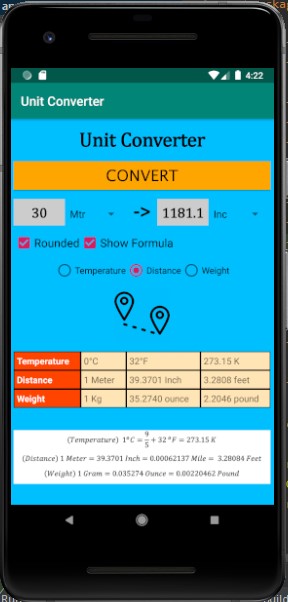 4:22
Unit Converter
Unit Converter
CONVERT
30 Mtr -> 1181.1 Inc
Rounded Show Formula
Temperature Distance Weight
Temperature 0°C 32°F 273.15 K
Distance 1 Meter 39.3701 Inch 3.2808 feet
Weight 1 Kg 35.2740 ounce 2.2046 pound
(Temperature) 1°C = 9/5 + 32 °F = 273.15 K
(Distance) 1 Meter = 39.3701 Inch = 0.00062137 Mile = 3.28084 Feet
(Weight) 1 Gram = 0.035274 Ounce = 0.00220462 Pound